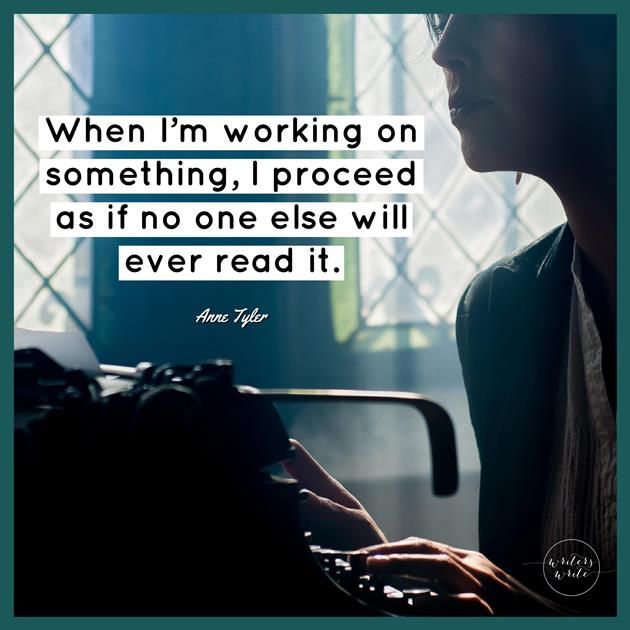 When I’m working on
something, I proceed
as if no one else will
ever read it.
Anne Tyler
writers
write